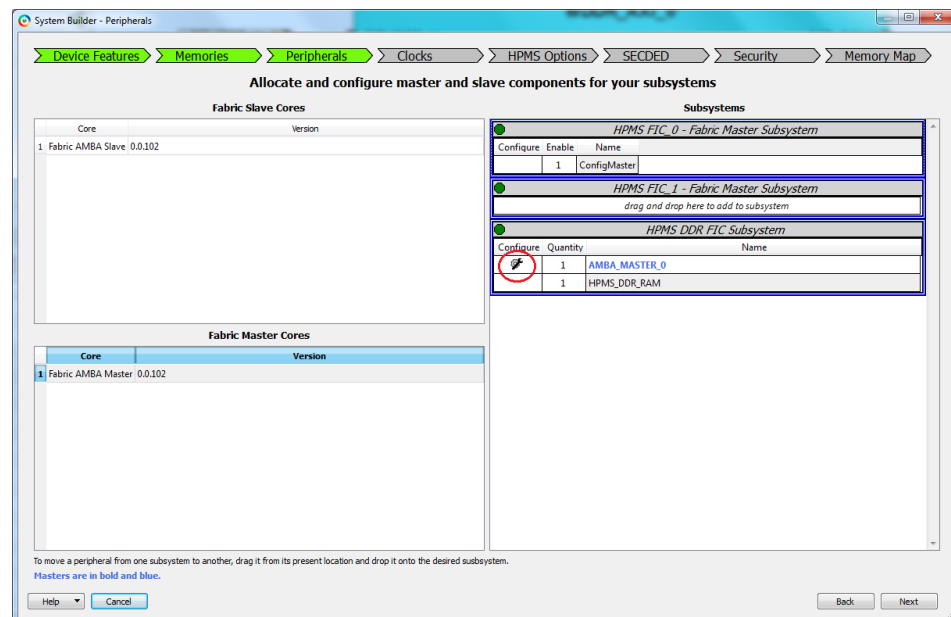 System Builder - Peripherals
Device Features Memories Peripherals Clocks HPMS Options SECDED Security Memory Map
Allocate and configure master and slave components for your subsystems
Fabric Slave Cores
Core Version
1 Fabric AMBA Slave 0.0.102
Fabric Master Cores
Core Version
1 Fabric AMBA Master 0.0.102
Subsystems
HPMS FIC_0 - Fabric Master Subsystem
Configure Enable Name
1 ConfigMaster
HPMS FIC_1 - Fabric Master Subsystem
drag and drop here to add to subsystem
HPMS DDR FIC Subsystem
Configure Quantity Name
1 AMBA_MASTER_0
1 HPMS_DDR_RAM
To move a peripheral from one subsystem to another, drag it from its present location and drop it onto the desired susbsystem.
Masters are in bold and blue.
Help Cancel Back Next